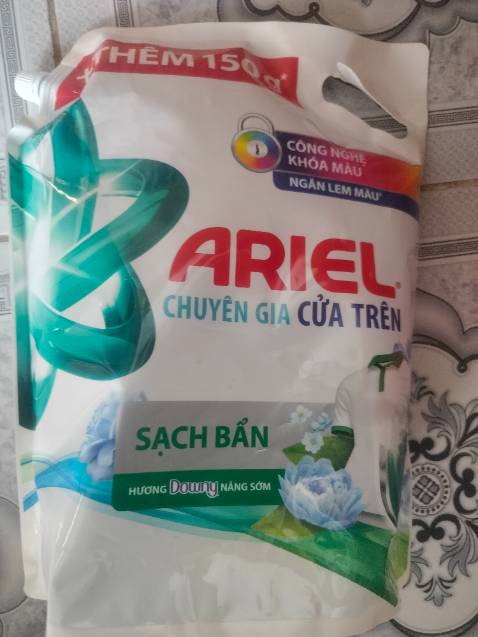 + THÊM 150g*
CÔNG NGHỆ
KHÓA MÀU
NGĂN LEM MÀU*
ARIEL®
CHUYÊN GIA CỬA TRÊN
SẠCH BẨN
HƯƠNG Downy NẮNG SỚM